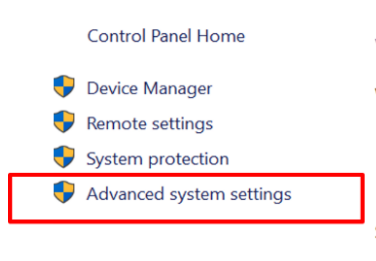 Control Panel Home
Device Manager
Remote settings
System protection
Advanced system settings